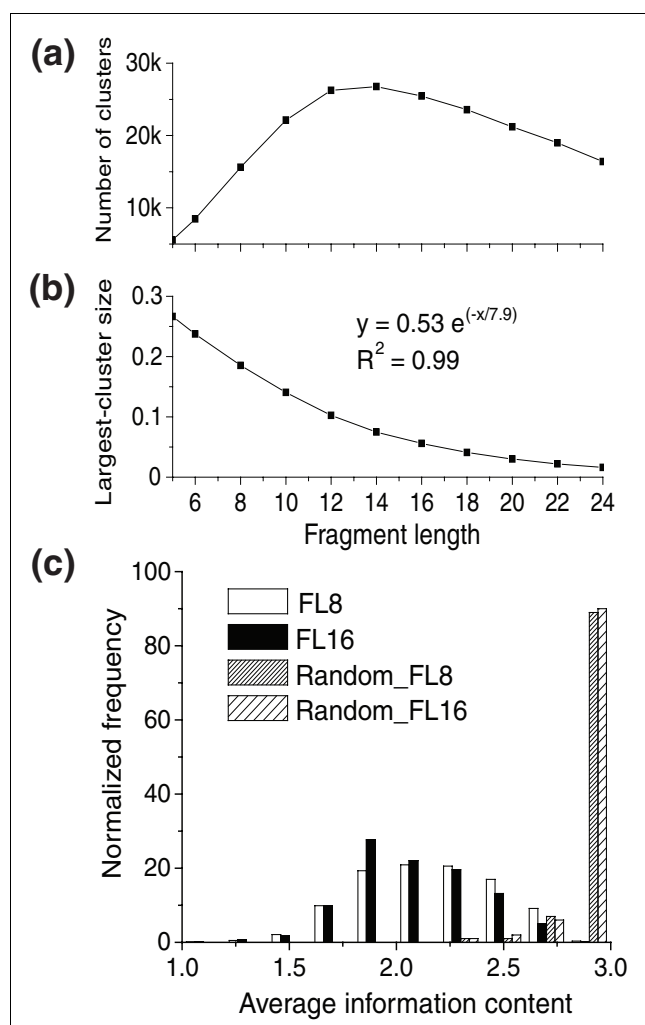 (a)
Number of clusters
30k
20k
10k
(b)
Largest-cluster size
0.3
0.2
0.1
0
y = 0.53 e^(-x/7.9)
R² = 0.99
6 8 10 12 14 16 18 20 22 24
Fragment length
(c)
Normalized frequency
100
80
60
40
20
0
FL8
FL16
Random_FL8
Random_FL16
1.0 1.5 2.0 2.5 3.0
Average information content